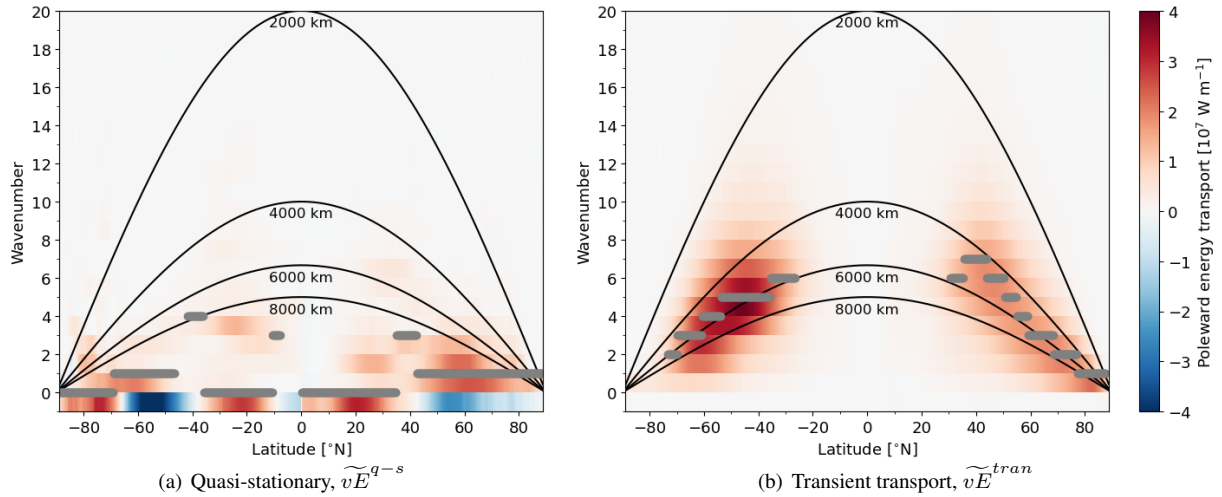 20
18
16
14
12
10
8
6
4
2
0
Wavenumber
2000 km
4000 km
6000 km
8000 km
−80 −60 −40 −20 0 20 40 60 80
Latitude [°N]
(a) Quasi-stationary, $\widetilde{vE}^{q-s}$
20
18
16
14
12
10
8
6
4
2
0
Wavenumber
2000 km
4000 km
6000 km
8000 km
−80 −60 −40 −20 0 20 40 60 80
Latitude [°N]
(b) Transient transport, $\widetilde{vE}^{tran}$
4
3
2
1
0
−1
−2
−3
−4
Poleward energy transport [10⁷ W m⁻¹]